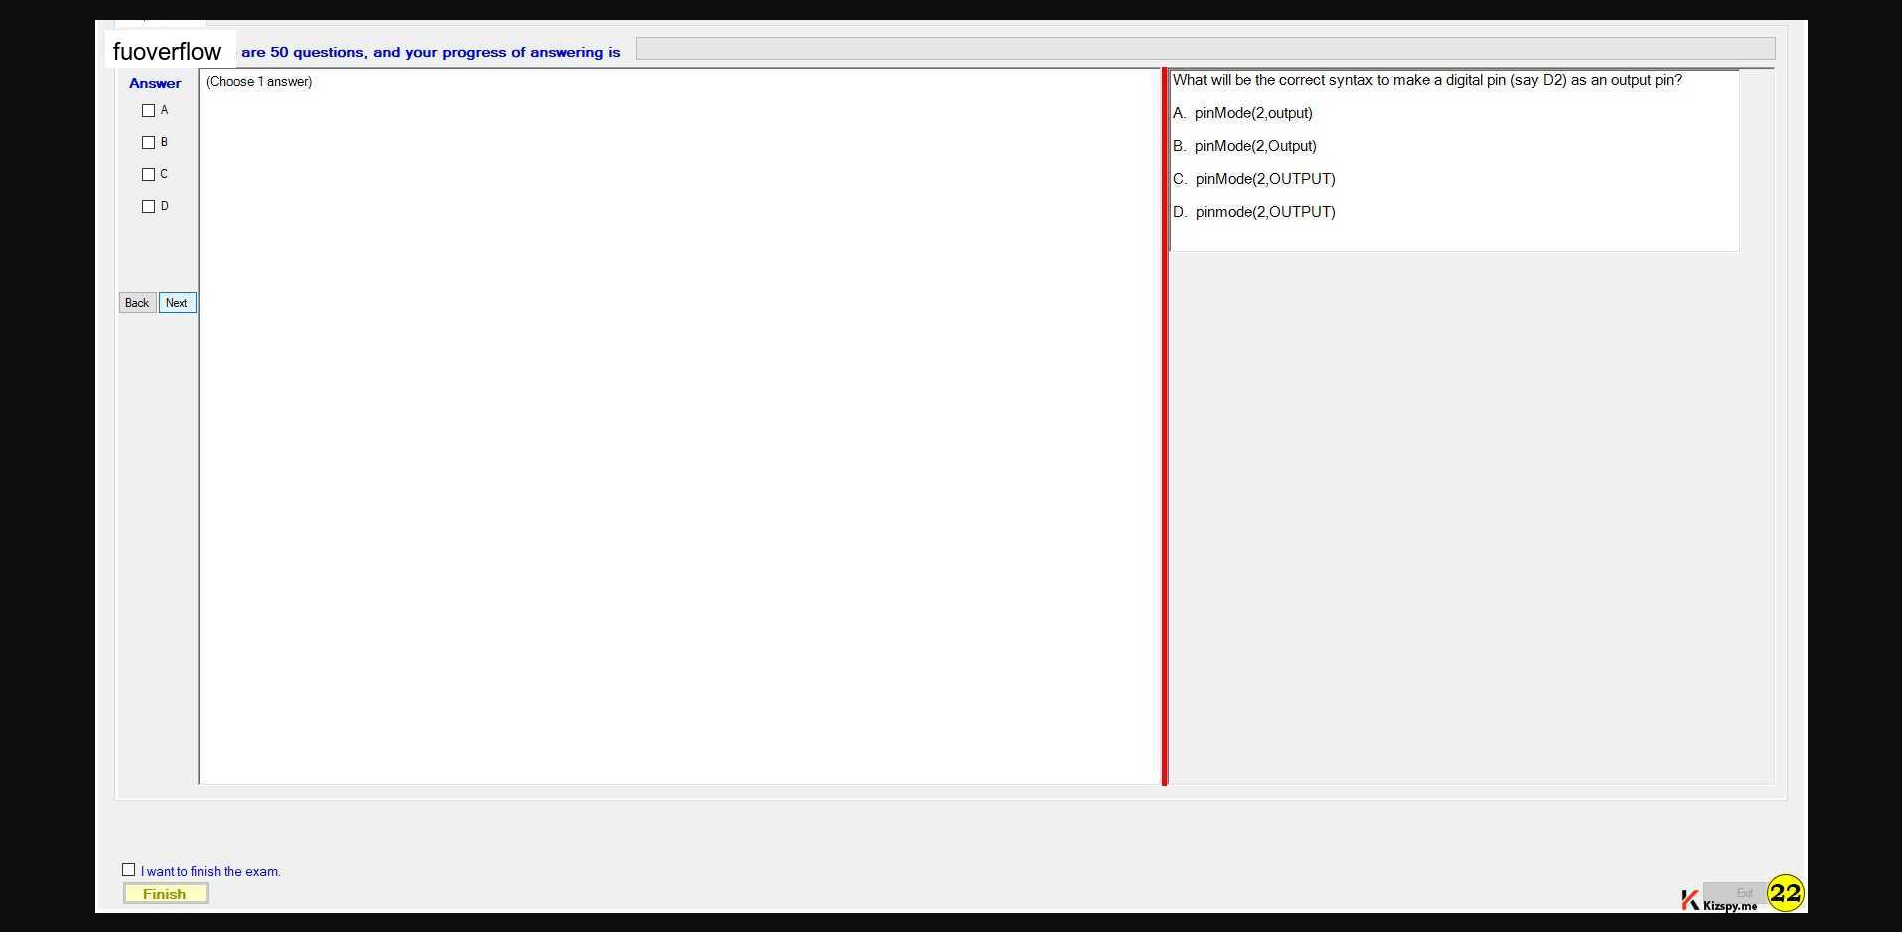 fuoverflow are 50 questions, and your progress of answering is
Answer
(Choose 1 answer)
A
B
C
D
Back Next
What will be the correct syntax to make a digital pin (say D2) as an output pin?
A. pinMode(2,output)
B. pinMode(2,Output)
C. pinMode(2,OUTPUT)
D. pinmode(2,OUTPUT)
I want to finish the exam.
Finish
Exit
Kizspy.me
22